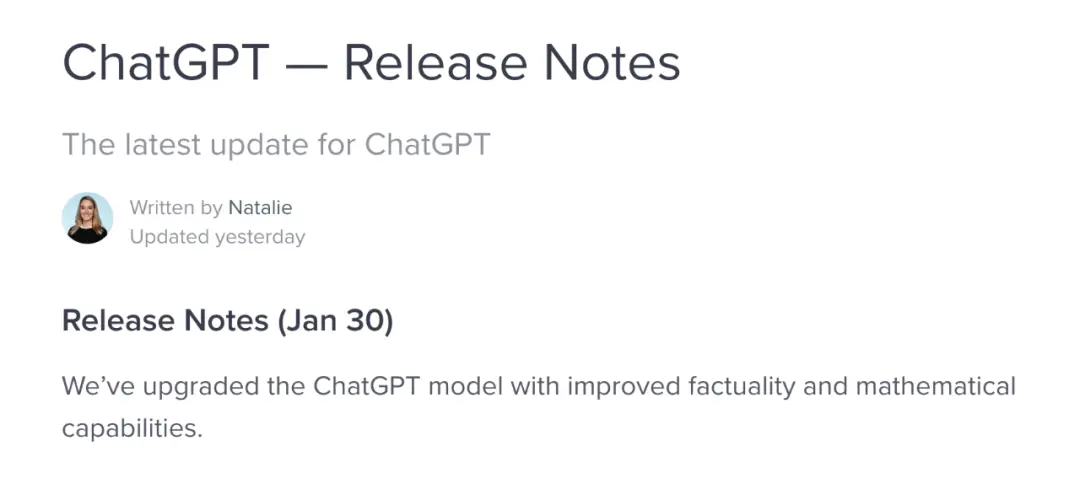 ChatGPT — Release Notes
The latest update for ChatGPT
Written by Natalie
Updated yesterday
Release Notes (Jan 30)
We’ve upgraded the ChatGPT model with improved factuality and mathematical
capabilities.